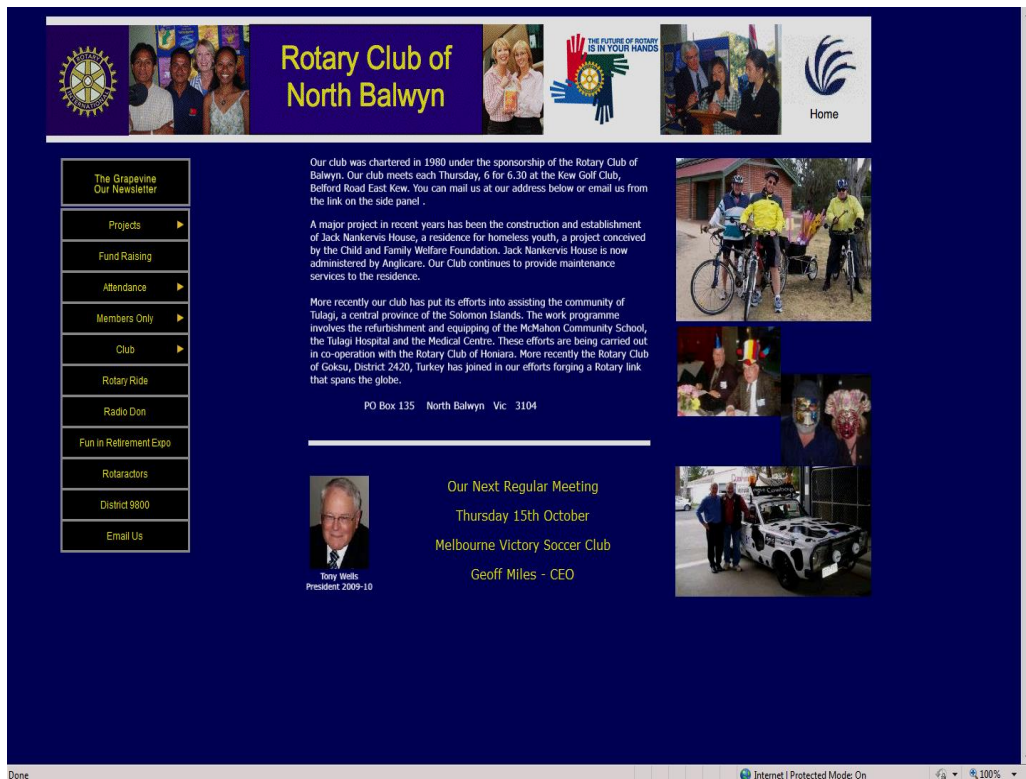 ROTARY
INTERNATIONAL
Rotary Club of
North Balwyn
THE FUTURE OF ROTARY
IS IN YOUR HANDS
Home
The Grapevine
Our Newsletter
Projects
Fund Raising
Attendance
Members Only
Club
Rotary Ride
Radio Don
Fun in Retirement Expo
Rotaractors
District 9800
Email Us
Our club was chartered in 1980 under the sponsorship of the Rotary Club of
Balwyn. Our club meets each Thursday, 6 for 6.30 at the Kew Golf Club,
Belford Road East Kew. You can mail us at our address below or email us from
the link on the side panel .
A major project in recent years has been the construction and establishment
of Jack Nankervis House, a residence for homeless youth, a project conceived
by the Child and Family Welfare Foundation. Jack Nankervis House is now
administered by Anglicare. Our Club continues to provide maintenance
services to the residence.
More recently our club has put its efforts into assisting the community of
Tulagi, a central province of the Solomon Islands. The work programme
involves the refurbishment and equipping of the McMahon Community School,
the Tulagi Hospital and the Medical Centre. These efforts are being carried out
in co-operation with the Rotary Club of Honiara. More recently the Rotary Club
of Goksu, District 2420, Turkey has joined in our efforts forging a Rotary link
that spans the globe.
PO Box 135 North Balwyn Vic 3104
Tony Wells
President 2009-10
Our Next Regular Meeting
Thursday 15th October
Melbourne Victory Soccer Club
Geoff Miles - CEO
Done
Internet | Protected Mode: On
100%